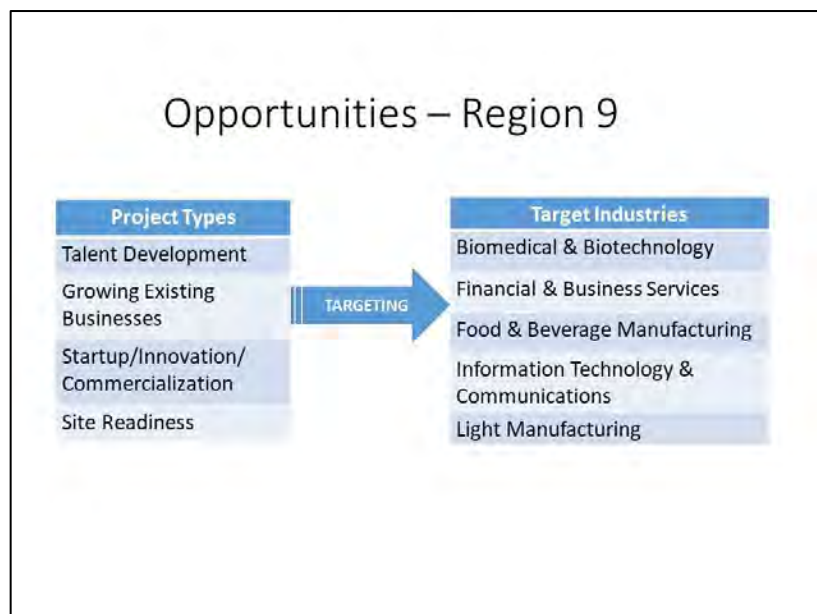 Opportunities – Region 9
Project Types
Talent Development
Growing Existing
Businesses
Startup/Innovation/
Commercialization
Site Readiness
TARGETING
Target Industries
Biomedical & Biotechnology
Financial & Business Services
Food & Beverage Manufacturing
Information Technology &
Communications
Light Manufacturing